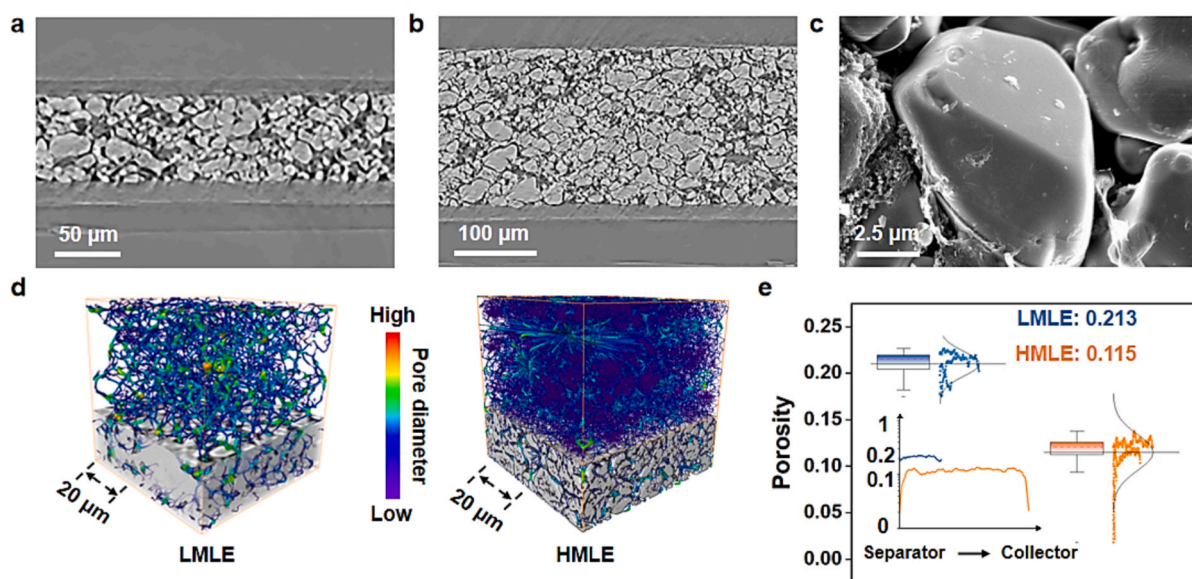 a
50 μm
b
100 μm
c
2.5 μm
d
20 μm
LMLE
High
Pore diameter
Low
20 μm
HMLE
e
LMLE: 0.213
HMLE: 0.115
Porosity
0.25
0.20
0.15
0.10
0.05
0.00
1
0.2
0.1
0
Separator → Collector